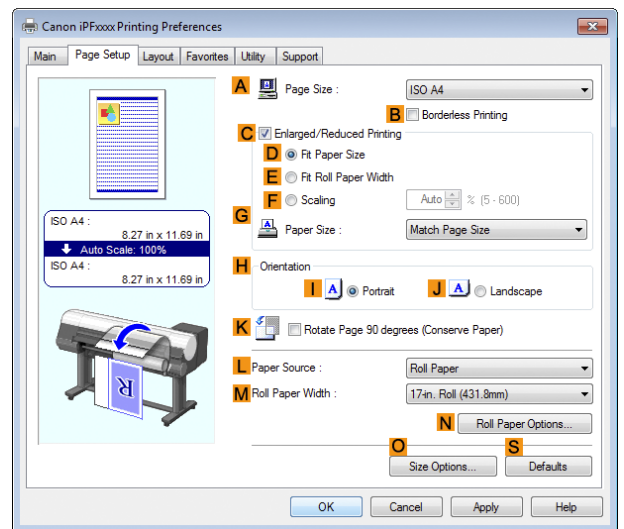 Canon iPFxxxx Printing Preferences
Main Page Setup Layout Favorites Utility Support
A Page Size : ISO A4
B Borderless Printing
C Enlarged/Reduced Printing
D Fit Paper Size
E Fit Roll Paper Width
F Scaling Auto % (5 - 600)
G Paper Size : Match Page Size
ISO A4 :
8.27 in x 11.69 in
Auto Scale: 100%
ISO A4 :
8.27 in x 11.69 in
H Orientation
I A Portrait J A Landscape
K Rotate Page 90 degrees (Conserve Paper)
R
L Paper Source : Roll Paper
M Roll Paper Width : 17-in. Roll (431.8mm)
N Roll Paper Options...
O S
Size Options... Defaults
OK Cancel Apply Help